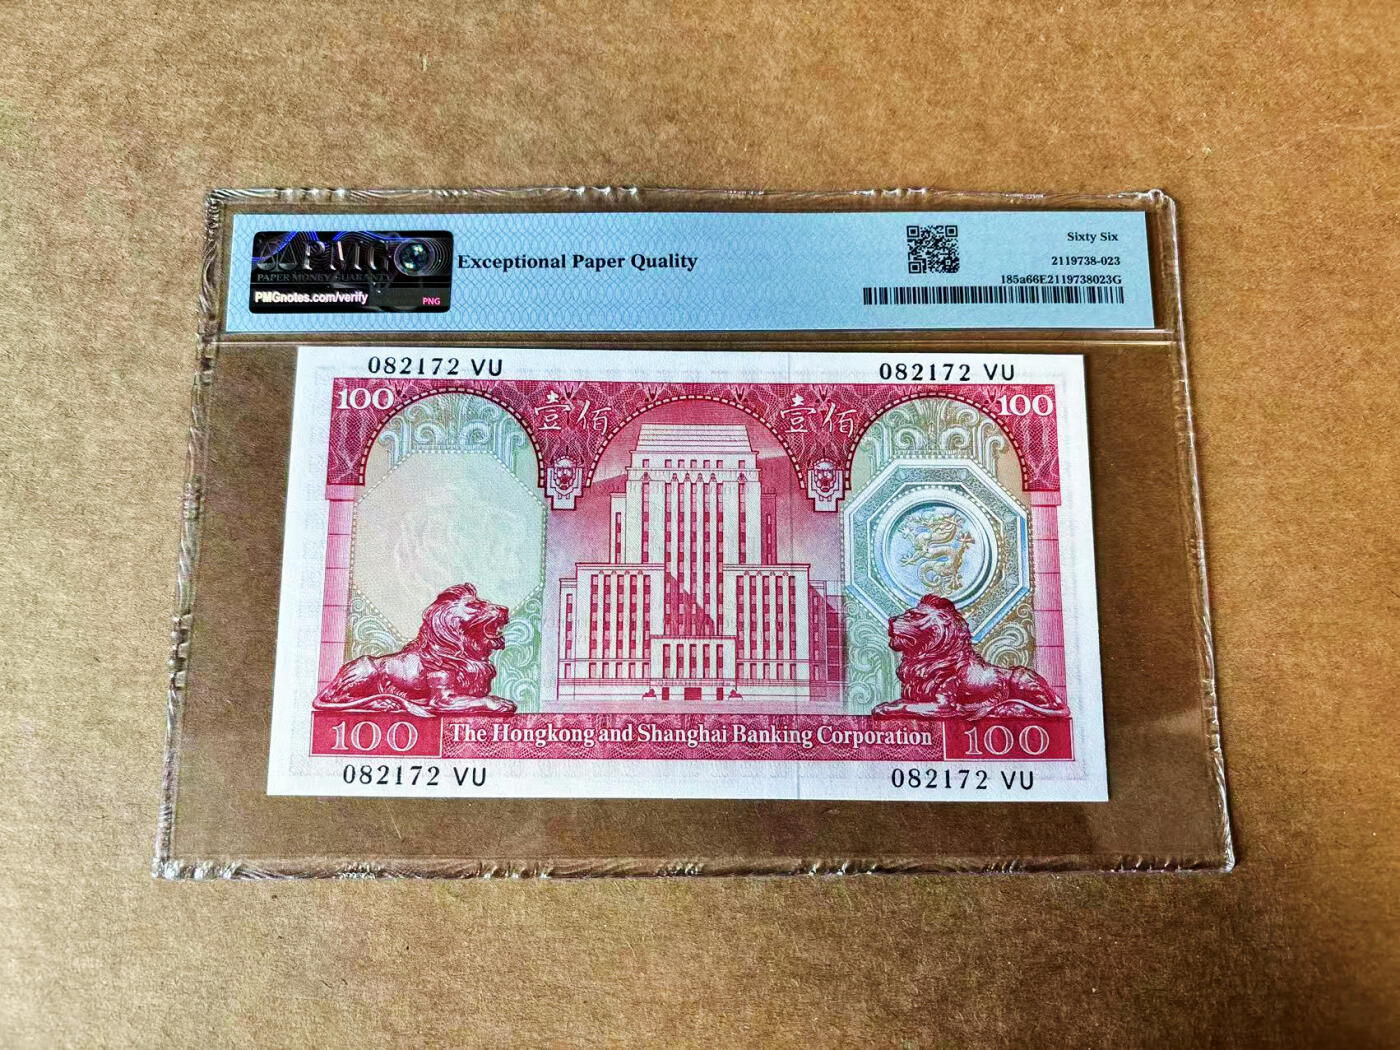 PMG
PAPER MONEY GUARANTY
PMGnotes.com/verify
PNG
Exceptional Paper Quality
Sixty Six
2119738-023
185a66E2119738023G
082172 VU
082172 VU
100
壹佰
壹佰
100
100
The Hongkong and Shanghai Banking Corporation
100
082172 VU
082172 VU